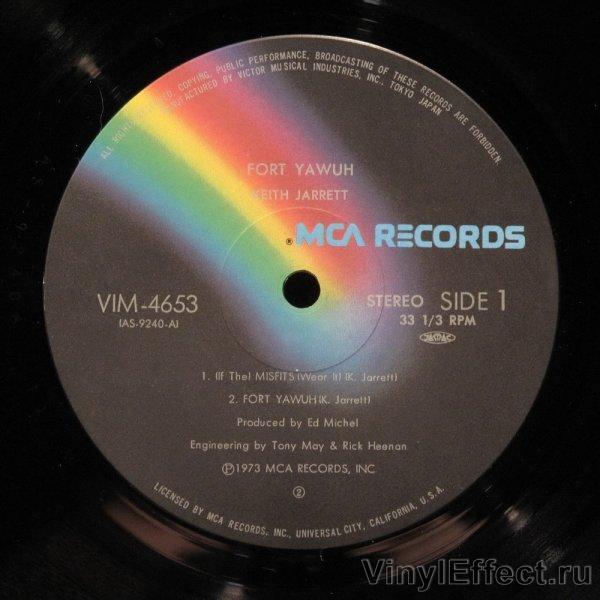 ALL RIGHTS RESERVED. COPYING, PUBLIC PERFORMANCE, BROADCASTING OF THESE RECORDS ARE FORBIDDEN.
MANUFACTURED BY VICTOR MUSICAL INDUSTRIES, INC., TOKYO JAPAN
FORT YAWUH
KEITH JARRETT
® MCA RECORDS
VIM-4653
(AS-9240-A)
STEREO SIDE 1
33 1/3 RPM
JASRAC
1. (If The) MISFITS (Wear It) (K. Jarrett)
2. FORT YAWUH (K. Jarrett)
Produced by Ed Michel
Engineering by Tony May & Rick Heenan
℗1973 MCA RECORDS, INC
②
LICENSED BY MCA RECORDS, INC., UNIVERSAL CITY, CALIFORNIA, U.S.A.
VinylEffect.ru